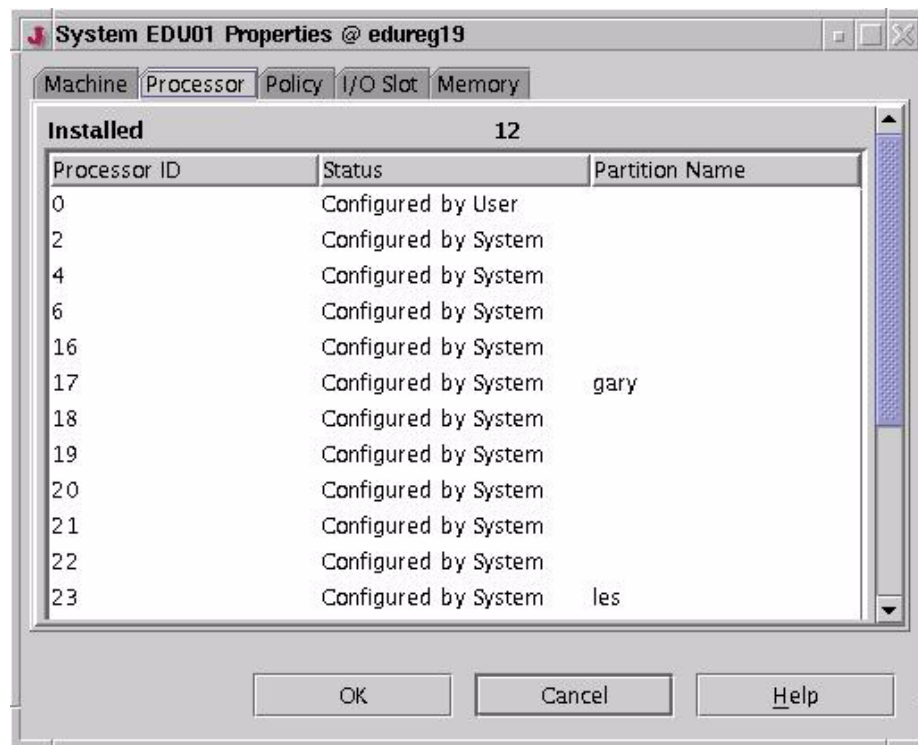 System EDU01 Properties @ edureg19
Machine Processor Policy I/O Slot Memory
Installed 12
Processor ID Status Partition Name
0 Configured by User
2 Configured by System
4 Configured by System
6 Configured by System
16 Configured by System
17 Configured by System gary
18 Configured by System
19 Configured by System
20 Configured by System
21 Configured by System
22 Configured by System
23 Configured by System les
OK Cancel Help